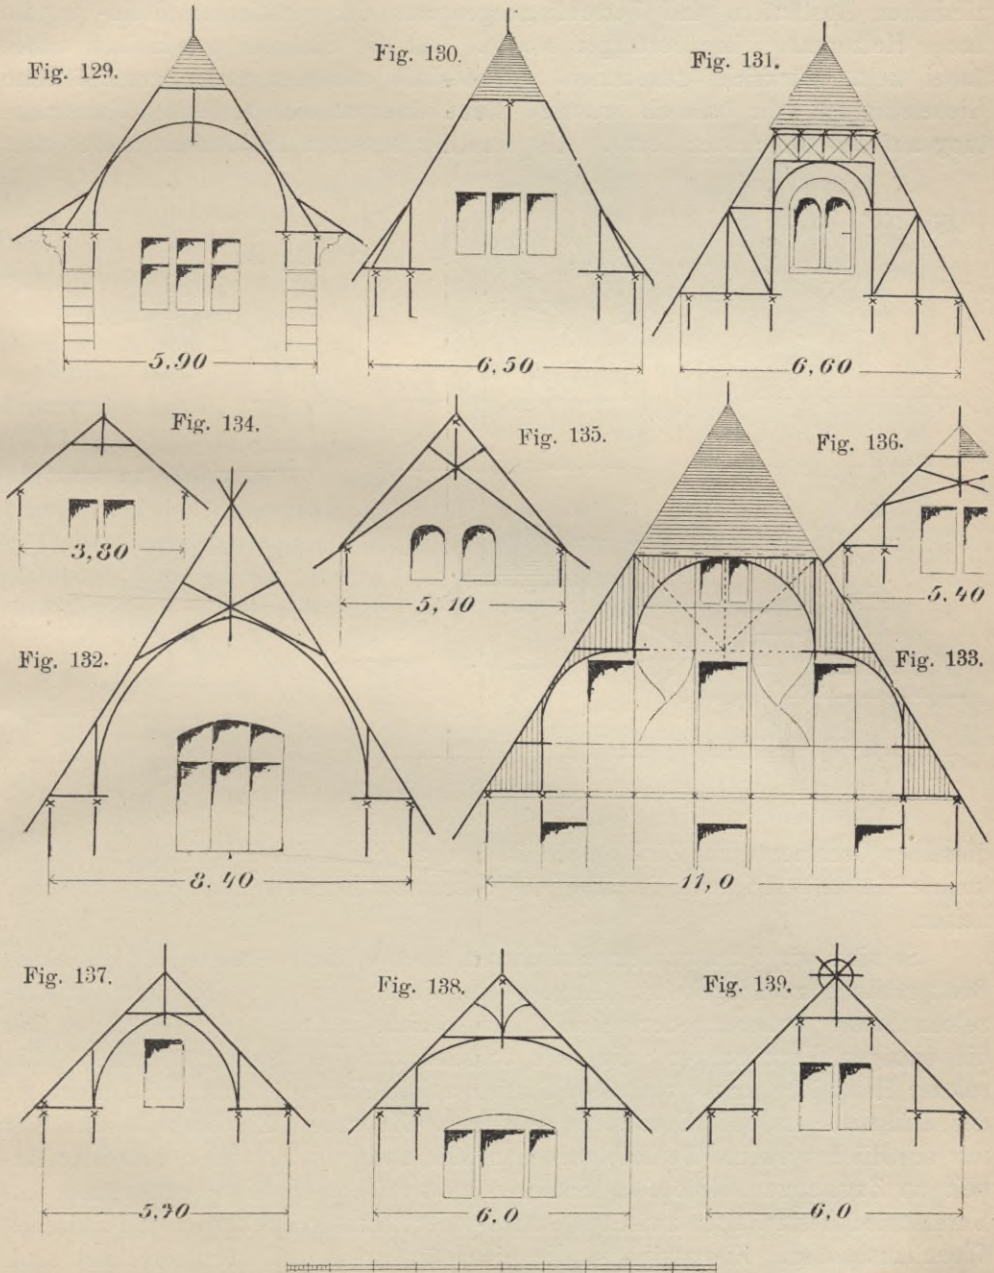 Fig. 129.
Fig. 130.
Fig. 131.
5,90
6,50
6,60
Fig. 134.
Fig. 135.
Fig. 136.
3,80
5,10
5,40
Fig. 132.
Fig. 133.
8.40
11,0
Fig. 137.
Fig. 138.
Fig. 139.
5,70
6.0
6,0